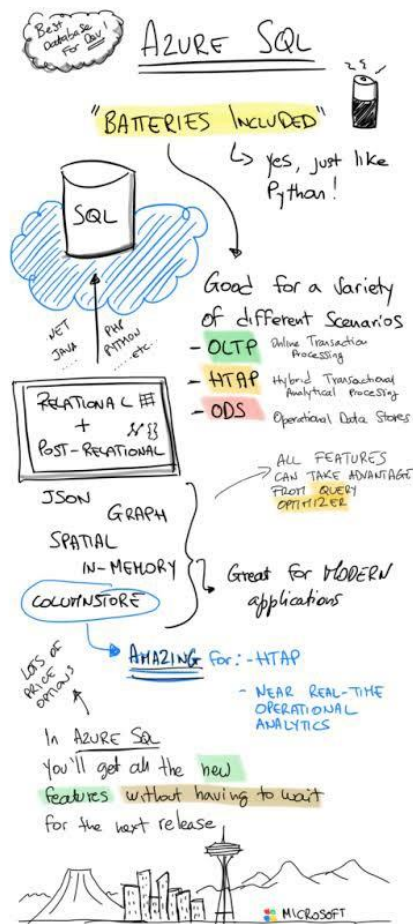 Best
Database
For Dev!
AZURE SQL
"BATTERIES INCLUDED"
yes, just like
Python!
SQL
.NET
JAVA
.....
PHP
PYTHON
...etc..
Good for a Variety
of different Scenarios
- OLTP Online Transaction
Processing
- HTAP Hybrid Transactional
Analytical Processing
- ODS Operational Data Stores
RELATIONAL
+
POST-RELATIONAL
{}
ALL FEATURES
CAN TAKE ADVANTAGE
FROM QUERY
OPTIMIZER
JSON
GRAPH
SPATIAL
IN-MEMORY
COLUMNSTORE
Great for MODERN
applications
AMAZING For: - HTAP
- NEAR REAL-TIME
OPERATIONAL
ANALYTICS
LOTS OF
PRICE
OPTIONS
In AZURE SQL
You'll get all the new
features without having to wait
for the next release
MICROSOFT